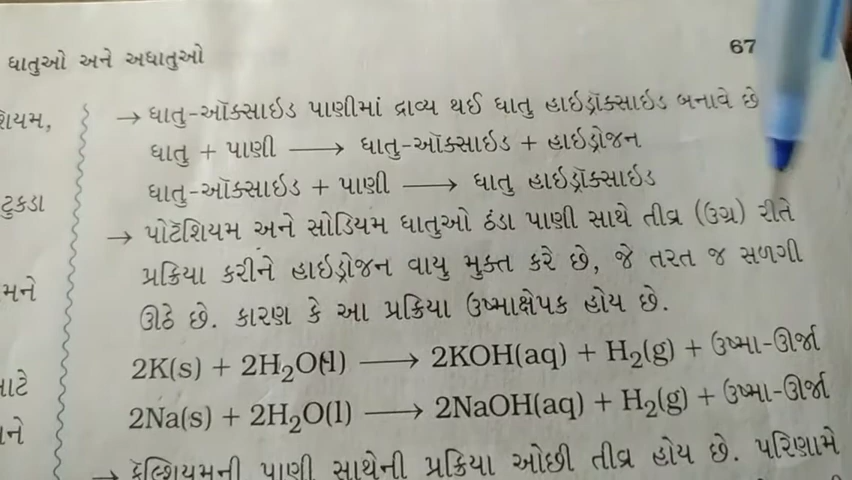 ધાતુઓ અને અધાતુઓ
67
→ ધાતુ-ઑક્સાઇડ પાણીમાં દ્રાવ્ય થઈ ધાતુ હાઇડ્રૉક્સાઇડ બનાવે છે
ધાતુ + પાણી ⟶ ધાતુ-ઑક્સાઇડ + હાઇડ્રોજન
ધાતુ-ઑક્સાઇડ + પાણી ⟶ ધાતુ હાઇડ્રૉક્સાઇડ
→ પોટૅશિયમ અને સોડિયમ ધાતુઓ ઠંડા પાણી સાથે તીવ્ર (ઉગ્ર) રીતે
પ્રક્રિયા કરીને હાઇડ્રોજન વાયુ મુક્ત કરે છે, જે તરત જ સળગી
ઊઠે છે. કારણ કે આ પ્રક્રિયા ઉષ્માક્ષેપક હોય છે.
2K(s) + 2H₂O(l) ⟶ 2KOH(aq) + H₂(g) + ઉષ્મા-ઊર્જા
2Na(s) + 2H₂O(l) ⟶ 2NaOH(aq) + H₂(g) + ઉષ્મા-ઊર્જા
→ કૅલ્શિયમની પાણી સાથેની પ્રક્રિયા ઓછી તીવ્ર હોય છે. પરિણામે
ટુકડા